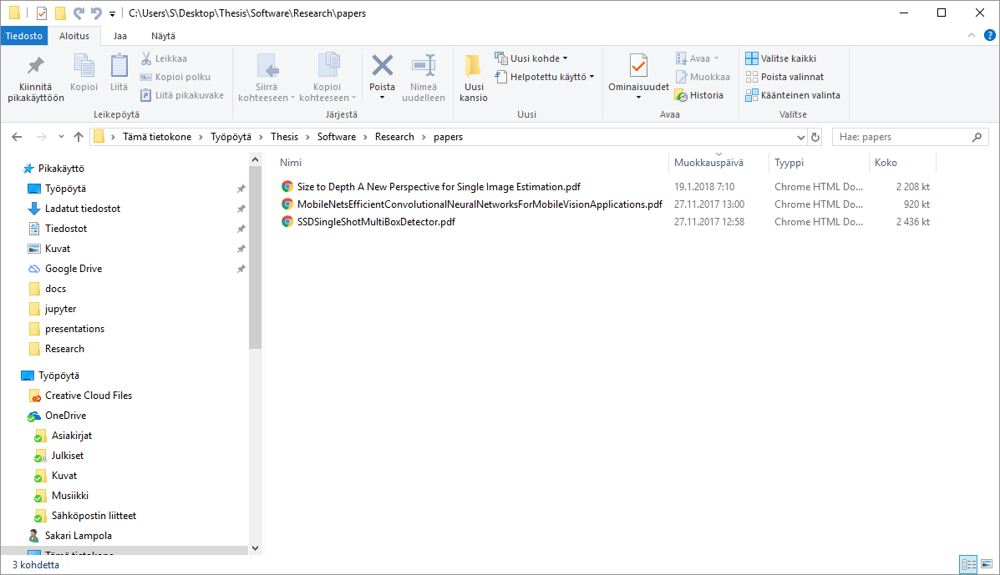 C:\Users\S\Desktop\Thesis\Software\Research\papers
Tiedosto Aloitus Jaa Näytä
Kiinnitä pikakäyttöön
Kopioi
Liitä
Leikkaa
Kopioi polku
Liitä pikakuvake
Leikepöytä
Siirrä kohteeseen
Kopioi kohteeseen
Poista
Nimeä uudelleen
Järjestä
Uusi kansio
Uusi kohde
Helpotettu käyttö
Uusi
Ominaisuudet
Avaa
Muokkaa
Historia
Avaa
Valitse kaikki
Poista valinnat
Käänteinen valinta
Valitse
Tämä tietokone Työpöytä Thesis Software Research papers
Hae: papers
Pikakäyttö
Työpöytä
Ladatut tiedostot
Tiedostot
Kuvat
Google Drive
docs
jupyter
presentations
Research
Työpöytä
Creative Cloud Files
OneDrive
Asiakirjat
Julkiset
Kuvat
Musiikki
Sähköpostin liitteet
Sakari Lampola
Tämä tietokone
Nimi Muokkauspäivä Tyyppi Koko
Size to Depth A New Perspective for Single Image Estimation.pdf 19.1.2018 7:10 Chrome HTML Do... 2 208 kt
MobileNetsEfficientConvolutionalNeuralNetworksForMobileVisionApplications.pdf 27.11.2017 13:00 Chrome HTML Do... 920 kt
SSDSingleShotMultiBoxDetector.pdf 27.11.2017 12:58 Chrome HTML Do... 2 436 kt
3 kohdetta